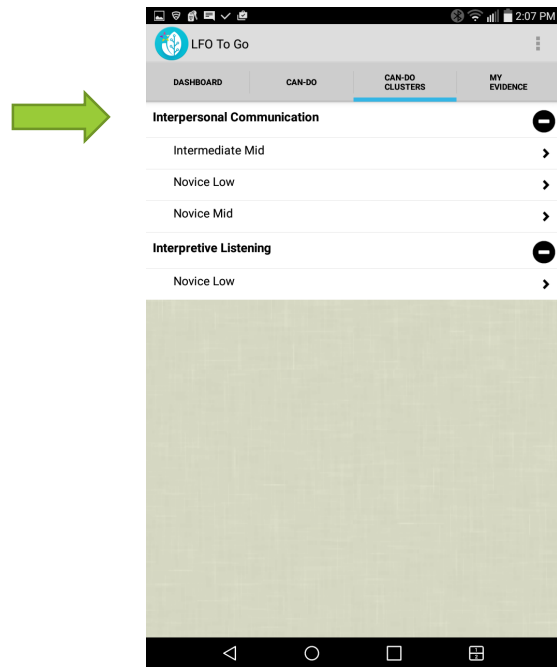 2:07 PM
LFO To Go
DASHBOARD CAN-DO CAN-DO CLUSTERS MY EVIDENCE
Interpersonal Communication
Intermediate Mid
Novice Low
Novice Mid
Interpretive Listening
Novice Low